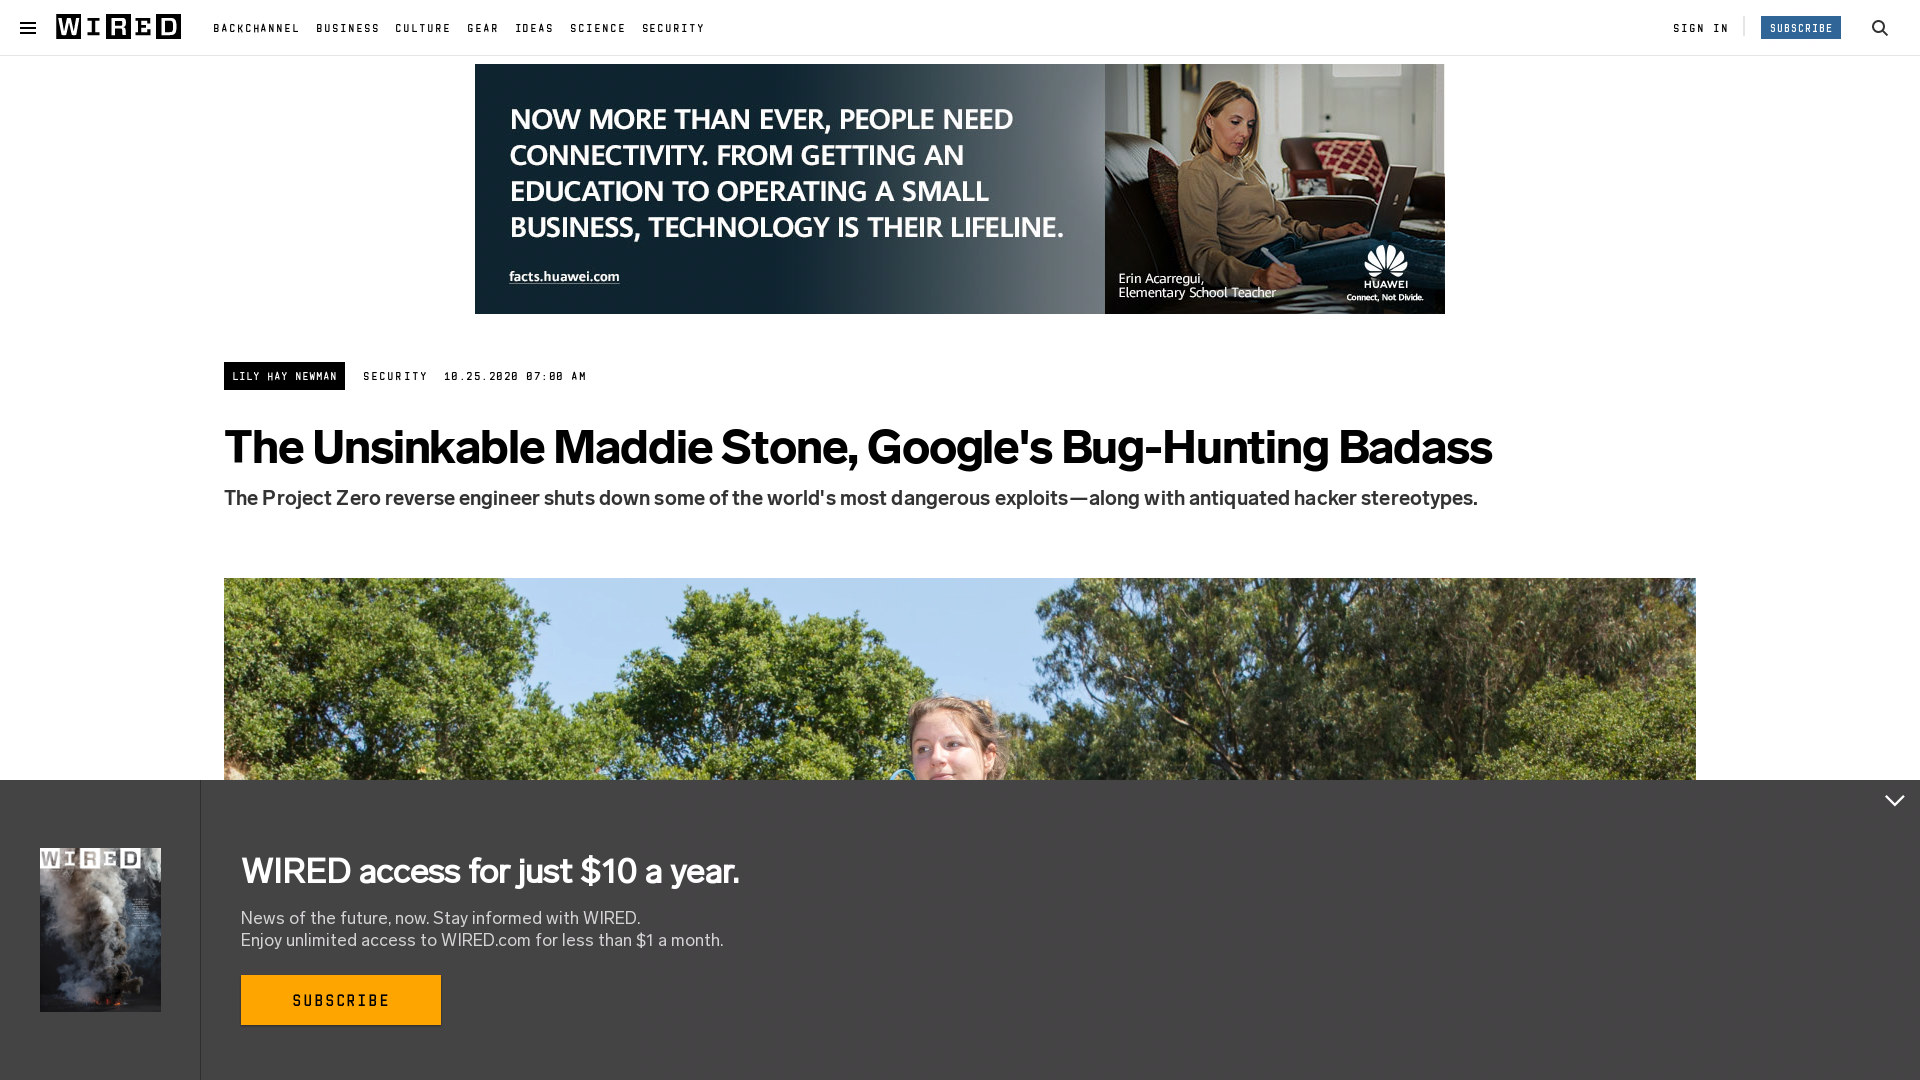 WIRED
BACKCHANNEL BUSINESS CULTURE GEAR IDEAS SCIENCE SECURITY
SIGN IN
SUBSCRIBE
NOW MORE THAN EVER, PEOPLE NEED
CONNECTIVITY. FROM GETTING AN
EDUCATION TO OPERATING A SMALL
BUSINESS, TECHNOLOGY IS THEIR LIFELINE.
facts.huawei.com
Erin Acarregui,
Elementary School Teacher
HUAWEI
Connect, Not Divide.
LILY HAY NEWMAN SECURITY 10.25.2020 07:00 AM
The Unsinkable Maddie Stone, Google's Bug-Hunting Badass
The Project Zero reverse engineer shuts down some of the world's most dangerous exploits—along with antiquated hacker stereotypes.
WIRED
WIRED access for just $10 a year.
News of the future, now. Stay informed with WIRED.
Enjoy unlimited access to WIRED.com for less than $1 a month.
SUBSCRIBE